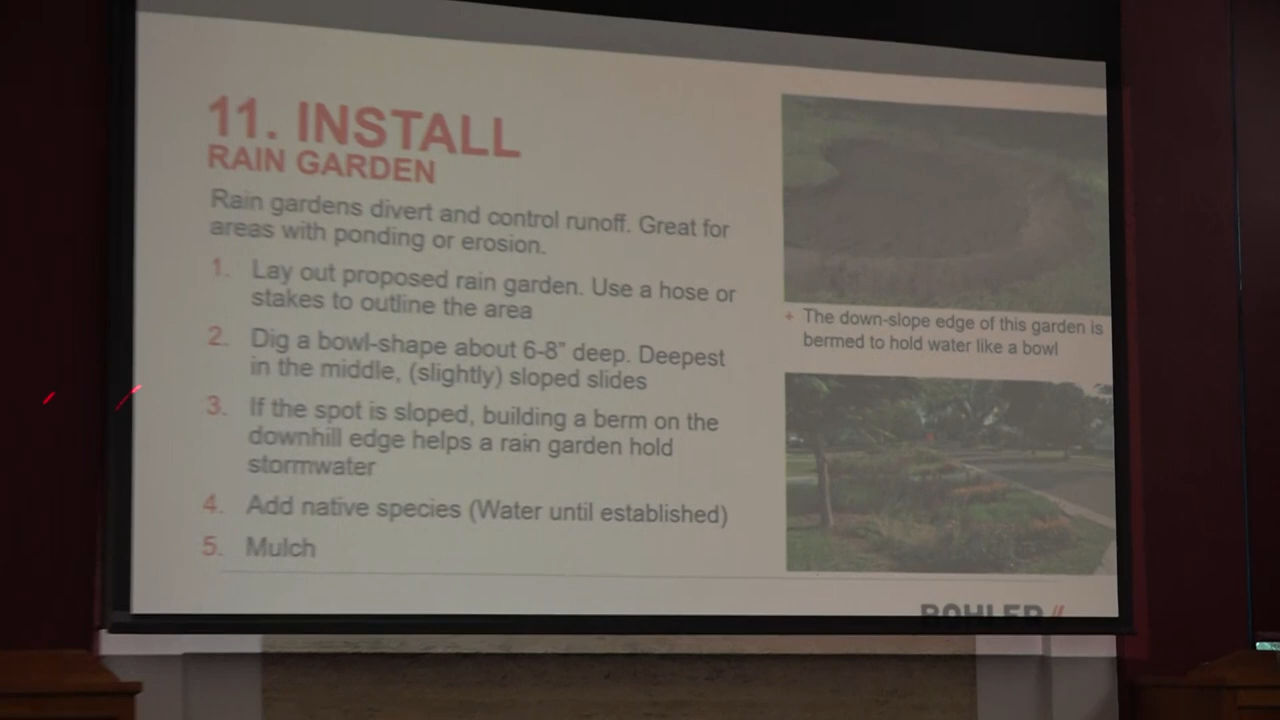 11. INSTALL
RAIN GARDEN
Rain gardens divert and control runoff. Great for
areas with ponding or erosion.
1. Lay out proposed rain garden. Use a hose or
stakes to outline the area
2. Dig a bowl-shape about 6-8” deep. Deepest
in the middle, (slightly) sloped slides
3. If the spot is sloped, building a berm on the
downhill edge helps a rain garden hold
stormwater
4. Add native species (Water until established)
5. Mulch
+ The down-slope edge of this garden is
bermed to hold water like a bowl
BOHLER //